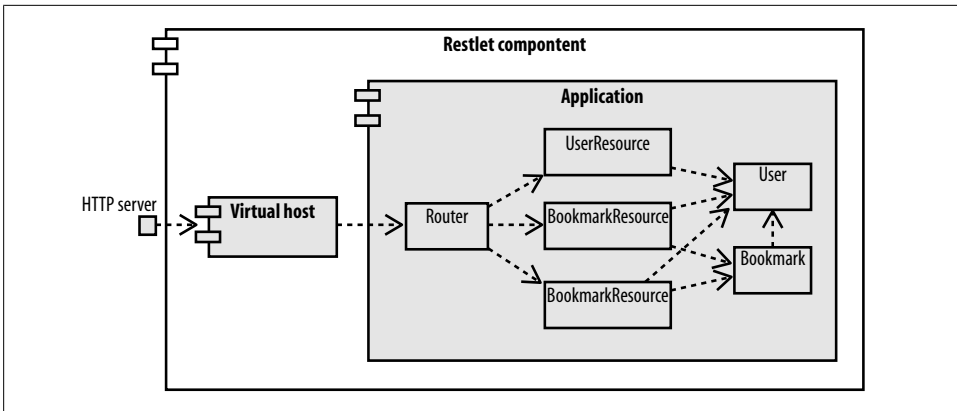 Restlet compontent
Application
UserResource
User
HTTP server
Virtual host
Router
BookmarkResource
Bookmark
BookmarkResource